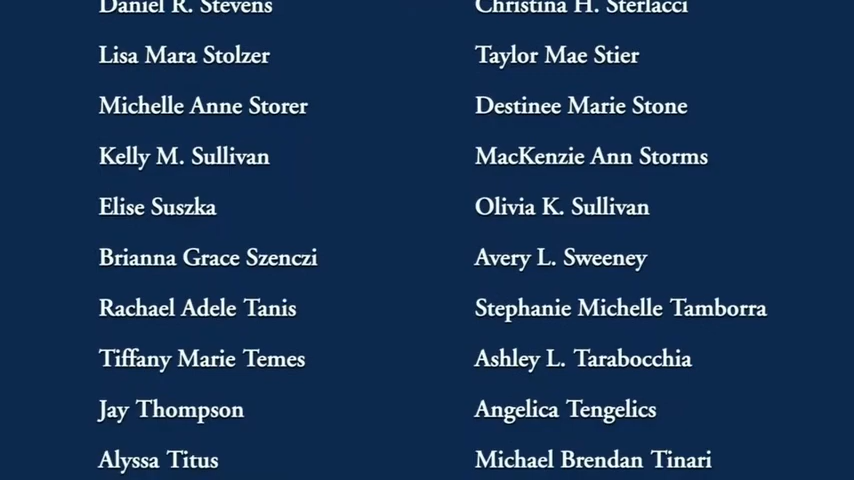 Daniel R. Stevens Christina H. Sterlacci
Lisa Mara Stolzer Taylor Mae Stier
Michelle Anne Storer Destinee Marie Stone
Kelly M. Sullivan MacKenzie Ann Storms
Elise Suszka Olivia K. Sullivan
Brianna Grace Szenczi Avery L. Sweeney
Rachael Adele Tanis Stephanie Michelle Tamborra
Tiffany Marie Temes Ashley L. Tarabocchia
Jay Thompson Angelica Tengelics
Alyssa Titus Michael Brendan Tinari